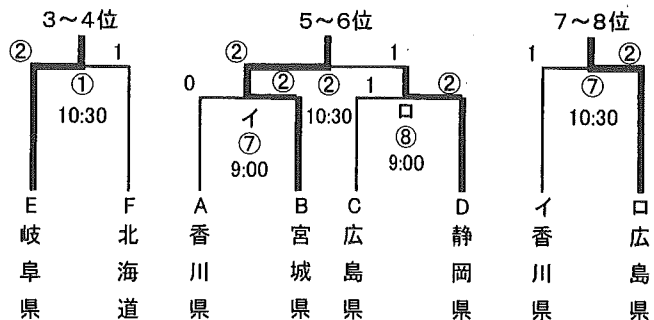 3～4位 5～6位 7～8位
② 1 ② 1 1 ②
① 0 ② ② 1 ② ⑦
10:30 イ 10:30 ロ 10:30
⑦ ⑧
9:00 9:00
E F A B C D イ ロ
岐阜県 北海道 香川県 宮城県 広島県 静岡県 香川県 広島県